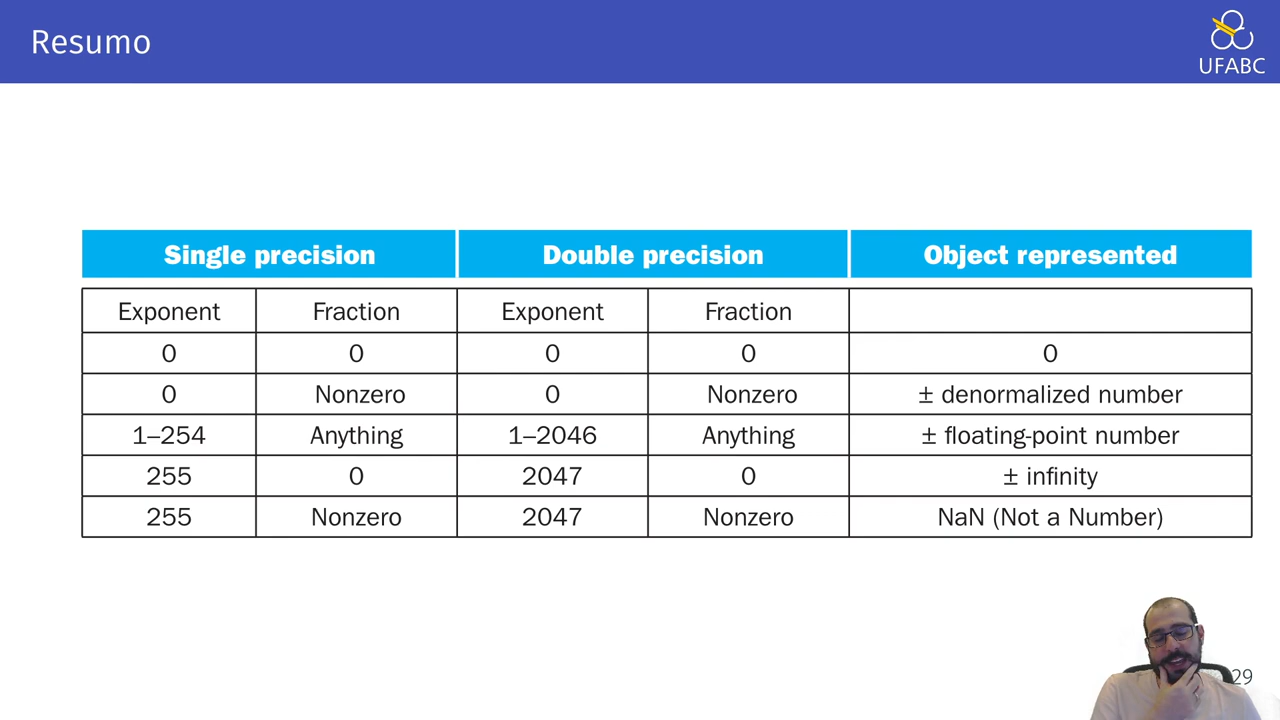 Resumo
UFABC
Single precision Double precision Object represented
Exponent Fraction Exponent Fraction
0 0 0 0 0
0 Nonzero 0 Nonzero ± denormalized number
1–254 Anything 1–2046 Anything ± floating-point number
255 0 2047 0 ± infinity
255 Nonzero 2047 Nonzero NaN (Not a Number)
29